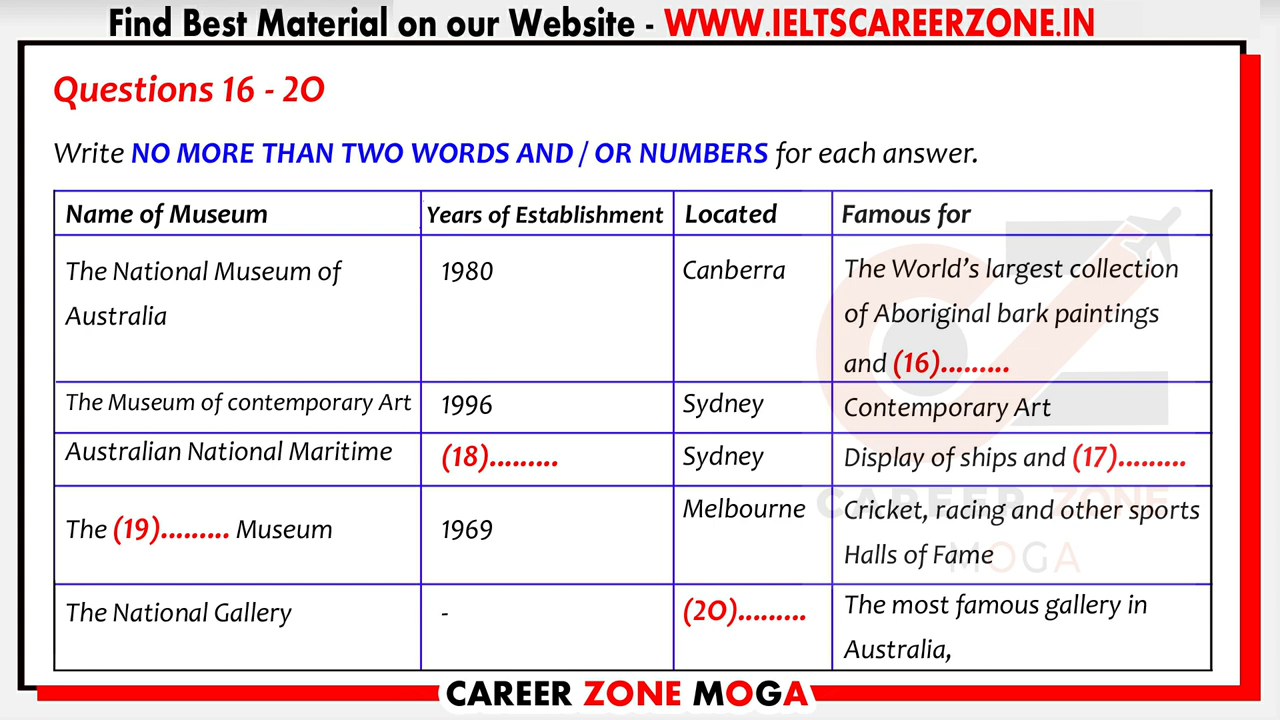 Find Best Material on our Website - WWW.IELTSCAREERZONE.IN
Questions 16 - 20
Write NO MORE THAN TWO WORDS AND / OR NUMBERS for each answer.
Name of Museum Years of Establishment Located Famous for
The National Museum of Australia 1980 Canberra The World's largest collection of Aboriginal bark paintings and (16).........
The Museum of contemporary Art 1996 Sydney Contemporary Art
Australian National Maritime (18)......... Sydney Display of ships and (17).........
The (19)......... Museum 1969 Melbourne Cricket, racing and other sports Halls of Fame
The National Gallery - (20)......... The most famous gallery in Australia,
CAREER ZONE
MOGA
CAREER ZONE MOGA